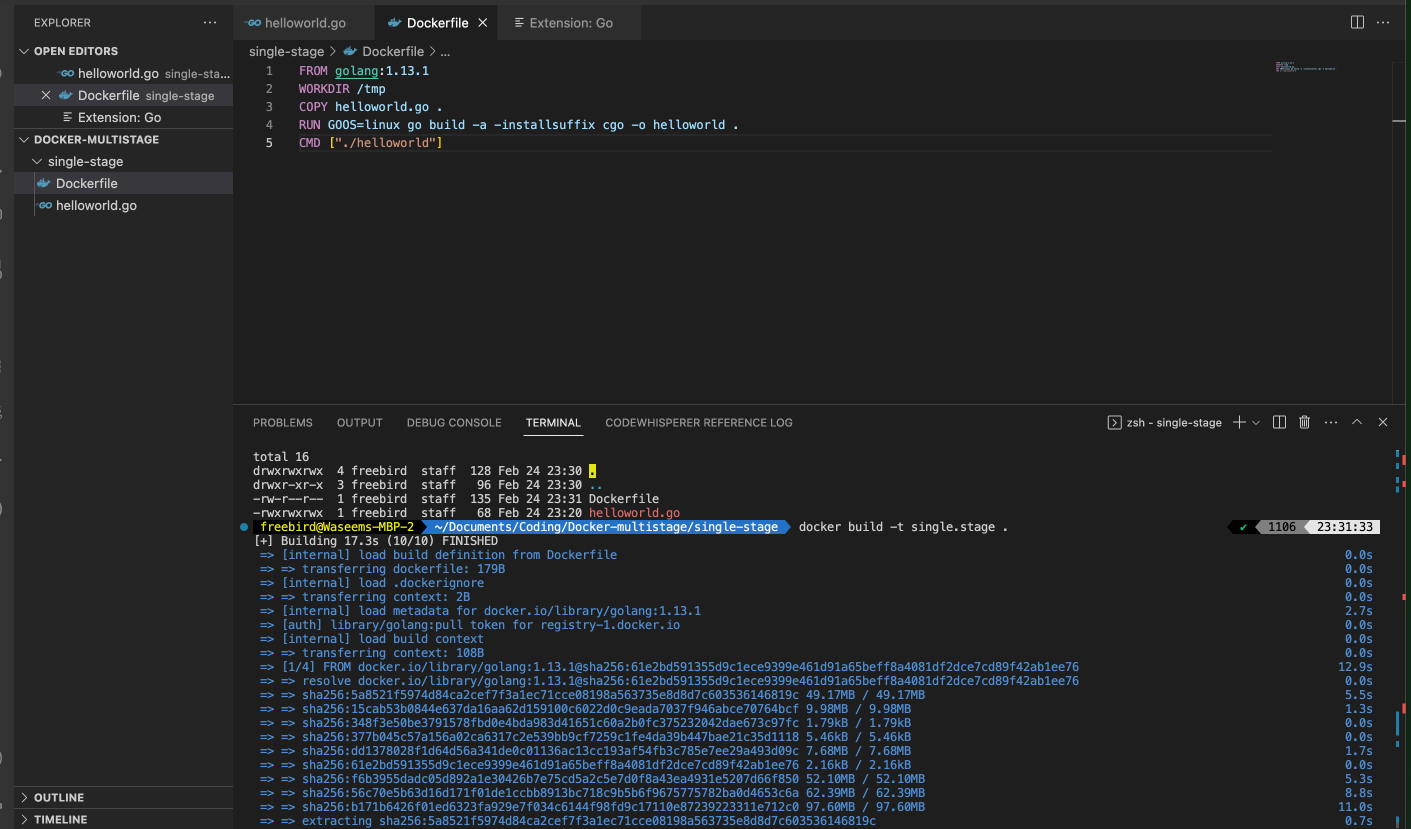 EXPLORER
OPEN EDITORS
helloworld.go single-sta...
Dockerfile single-stage
Extension: Go
DOCKER-MULTISTAGE
single-stage
Dockerfile
helloworld.go
OUTLINE
TIMELINE
helloworld.go
Dockerfile
Extension: Go
single-stage > Dockerfile > ...
1 FROM golang:1.13.1
2 WORKDIR /tmp
3 COPY helloworld.go .
4 RUN GOOS=linux go build -a -installsuffix cgo -o helloworld .
5 CMD ["./helloworld"]
PROBLEMS OUTPUT DEBUG CONSOLE TERMINAL CODEWHISPERER REFERENCE LOG
zsh - single-stage
total 16
drwxrwxrwx 4 freebird staff 128 Feb 24 23:30 .
drwxr-xr-x 3 freebird staff 96 Feb 24 23:30 ..
-rw-r--r-- 1 freebird staff 135 Feb 24 23:31 Dockerfile
-rwxrwxrwx 1 freebird staff 68 Feb 24 23:20 helloworld.go
freebird@Waseems-MBP-2 ~/Documents/Coding/Docker-multistage/single-stage docker build -t single.stage . ✔ 1106 23:31:33
[+] Building 17.3s (10/10) FINISHED
=> [internal] load build definition from Dockerfile 0.0s
=> => transferring dockerfile: 179B 0.0s
=> [internal] load .dockerignore 0.0s
=> => transferring context: 2B 0.0s
=> [internal] load metadata for docker.io/library/golang:1.13.1 2.7s
=> [auth] library/golang:pull token for registry-1.docker.io 0.0s
=> [internal] load build context 0.0s
=> => transferring context: 108B 0.0s
=> [1/4] FROM docker.io/library/golang:1.13.1@sha256:61e2bd591355d9c1ece9399e461d91a65beff8a4081df2dce7cd89f42ab1ee76 12.9s
=> => resolve docker.io/library/golang:1.13.1@sha256:61e2bd591355d9c1ece9399e461d91a65beff8a4081df2dce7cd89f42ab1ee76 0.0s
=> => sha256:5a8521f5974d84ca2cef7f3a1ec71cce08198a563735e8d8d7c603536146819c 49.17MB / 49.17MB 5.5s
=> => sha256:15cab53b0844e637da16aa62d159100c6022d0c9eada7037f946abce70764bcf 9.98MB / 9.98MB 1.3s
=> => sha256:348f3e50be3791578fbd0e4bda983d41651c60a2b0fc375232042dae673c97fc 1.79kB / 1.79kB 0.0s
=> => sha256:377b045c57a156a02ca6317c2e539bb9cf7259c1fe4da39b447bae21c35d1118 5.46kB / 5.46kB 0.0s
=> => sha256:dd1378028f1d64d56a341de0c01136ac13cc193af54fb3c785e7ee29a493d09c 7.68MB / 7.68MB 1.7s
=> => sha256:61e2bd591355d9c1ece9399e461d91a65beff8a4081df2dce7cd89f42ab1ee76 2.16kB / 2.16kB 0.0s
=> => sha256:f6b3955dadc05d892a1e30426b7e75cd5a2c5e7d0f8a43ea4931e5207d66f850 52.10MB / 52.10MB 5.3s
=> => sha256:56c70e5b63d16d171f01de1ccbb8913bc718c9b5b6f9675775782ba0d4653c6a 62.39MB / 62.39MB 8.8s
=> => sha256:b171b6426f01ed6323fa929e7f034c6144f98fd9c17110e87239223311e712c0 97.60MB / 97.60MB 11.0s
=> => extracting sha256:5a8521f5974d84ca2cef7f3a1ec71cce08198a563735e8d8d7c603536146819c 0.7s